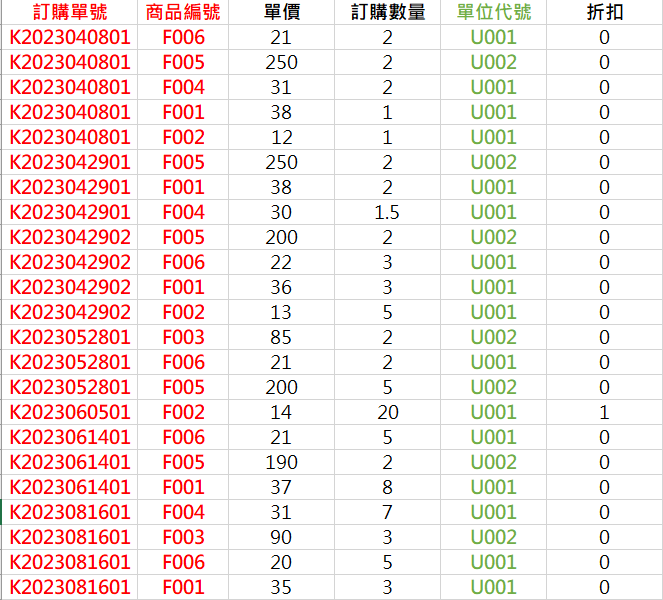 訂購單號 商品編號 單價 訂購數量 單位代號 折扣
K2023040801 F006 21 2 U001 0
K2023040801 F005 250 2 U002 0
K2023040801 F004 31 2 U001 0
K2023040801 F001 38 1 U001 0
K2023040801 F002 12 1 U001 0
K2023042901 F005 250 2 U002 0
K2023042901 F001 38 2 U001 0
K2023042901 F004 30 1.5 U001 0
K2023042902 F005 200 2 U002 0
K2023042902 F006 22 3 U001 0
K2023042902 F001 36 3 U001 0
K2023042902 F002 13 5 U001 0
K2023052801 F003 85 2 U002 0
K2023052801 F006 21 2 U001 0
K2023052801 F005 200 5 U002 0
K2023060501 F002 14 20 U001 1
K2023061401 F006 21 5 U001 0
K2023061401 F005 190 2 U002 0
K2023061401 F001 37 8 U001 0
K2023081601 F004 31 7 U001 0
K2023081601 F003 90 3 U002 0
K2023081601 F006 20 5 U001 0
K2023081601 F001 35 3 U001 0